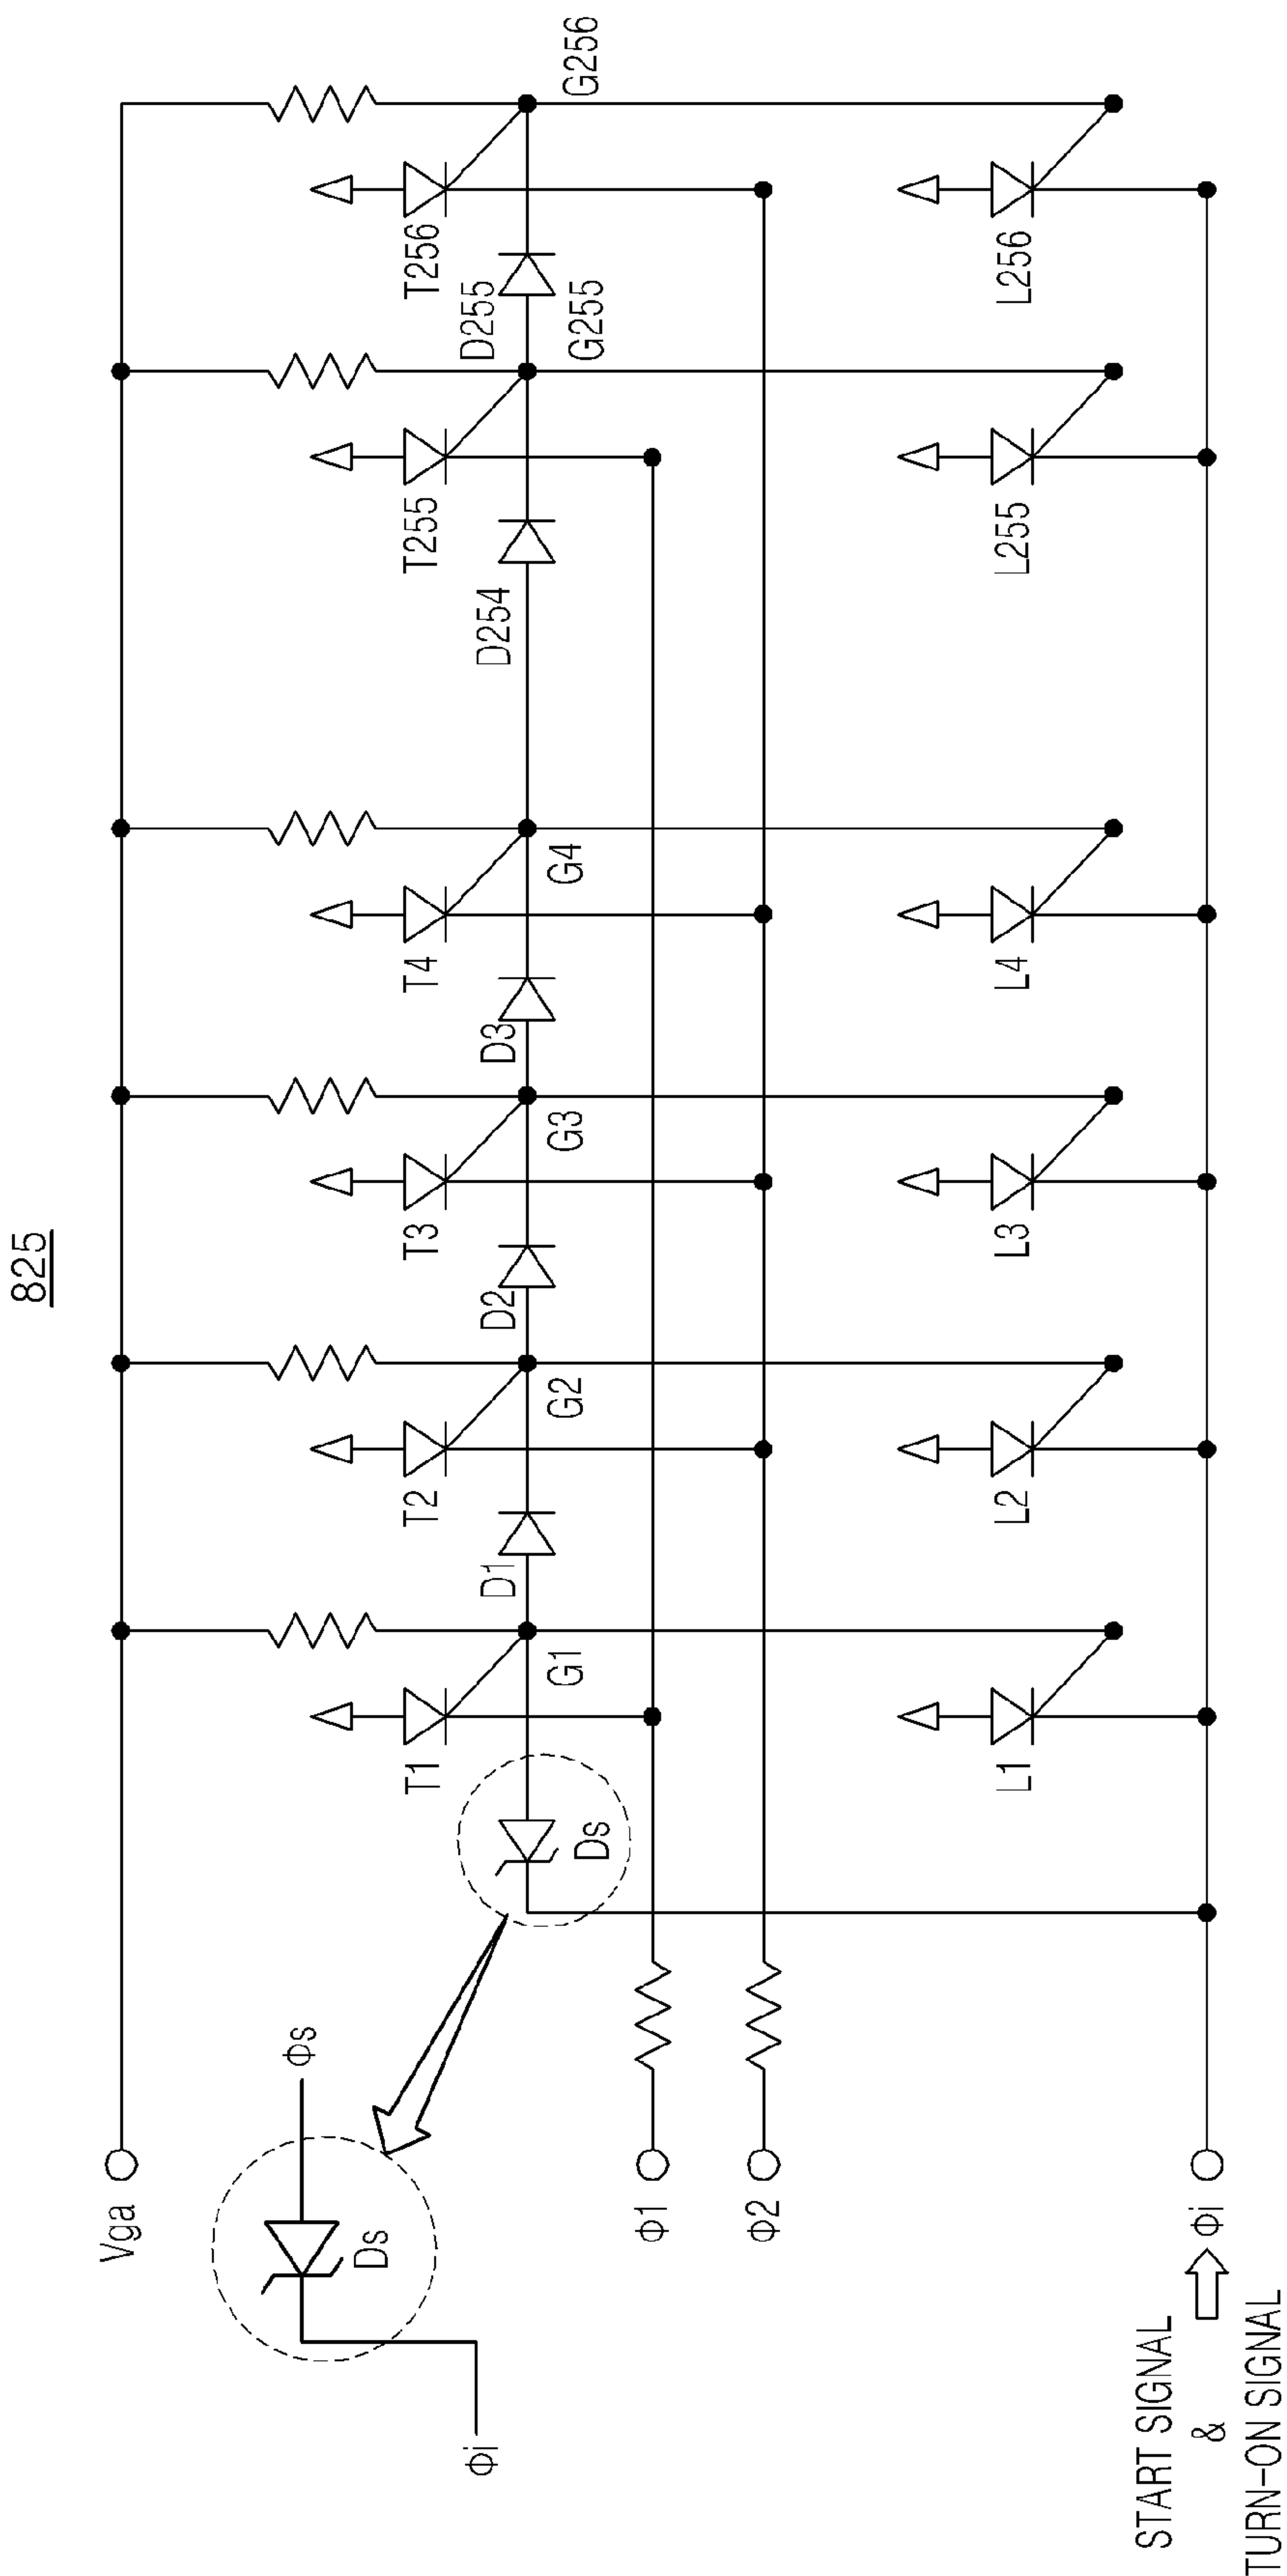 825
Vga
Φs
Ds
Φi
T1
T2
T3
T4
T255
T256
Ds
D1
D2
D3
D254
D255
G1
G2
G3
G4
G255
G256
Φ1
Φ2
L1
L2
L3
L4
L255
L256
START SIGNAL
&
TURN-ON SIGNAL
Φi